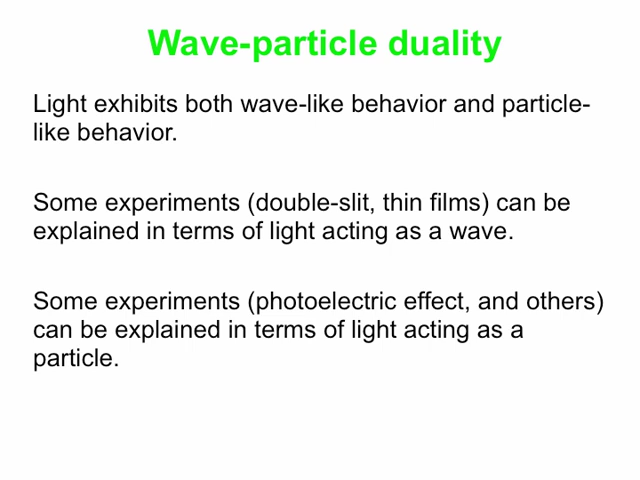 Wave-particle duality
Light exhibits both wave-like behavior and particle-
like behavior.
Some experiments (double-slit, thin films) can be
explained in terms of light acting as a wave.
Some experiments (photoelectric effect, and others)
can be explained in terms of light acting as a
particle.